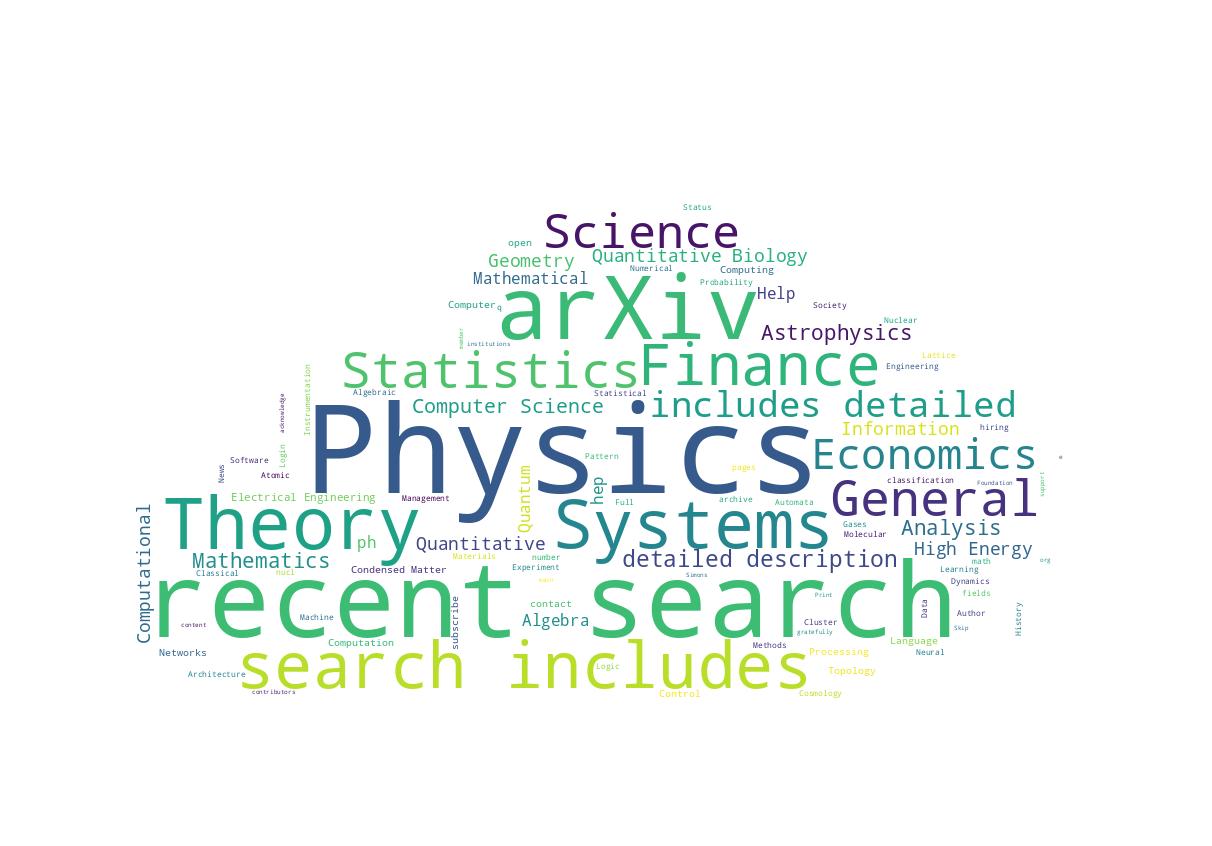 Status
Science
open
Quantitative Biology
Geometry
Numerical
Computing
Mathematical
Probability
arXiv
Help
Computer
q
Society
Nuclear
Astrophysics
number
institutions
Statistics
Finance
Lattice
Engineering
Instrumentation
acknowledge
Algebraic
Statistical
Computer Science
includes detailed
Physics
Information
hiring
Login
News
Software
Atomic
Pattern
pages
Economics
Quantum
hep
classification
Foundation
support
General
Electrical Engineering
Management
Full
archive
Automata
Theory
Systems
Computational
ph
Quantitative
Gases
Molecular
Analysis
High Energy
Mathematics
Materials
number
detailed description
math
org
Classical
nucl
Condensed Matter
Experiment
Simons
Learning
recent search
main
Dynamics
fields
Print
contact
Data
History
Machine
subscribe
Algebra
Cluster
Author
content
gratefully
Skip
Computation
search includes
Methods
Language
Networks
Processing
Neural
Architecture
Logic
Topology
contributors
Control
Cosmology